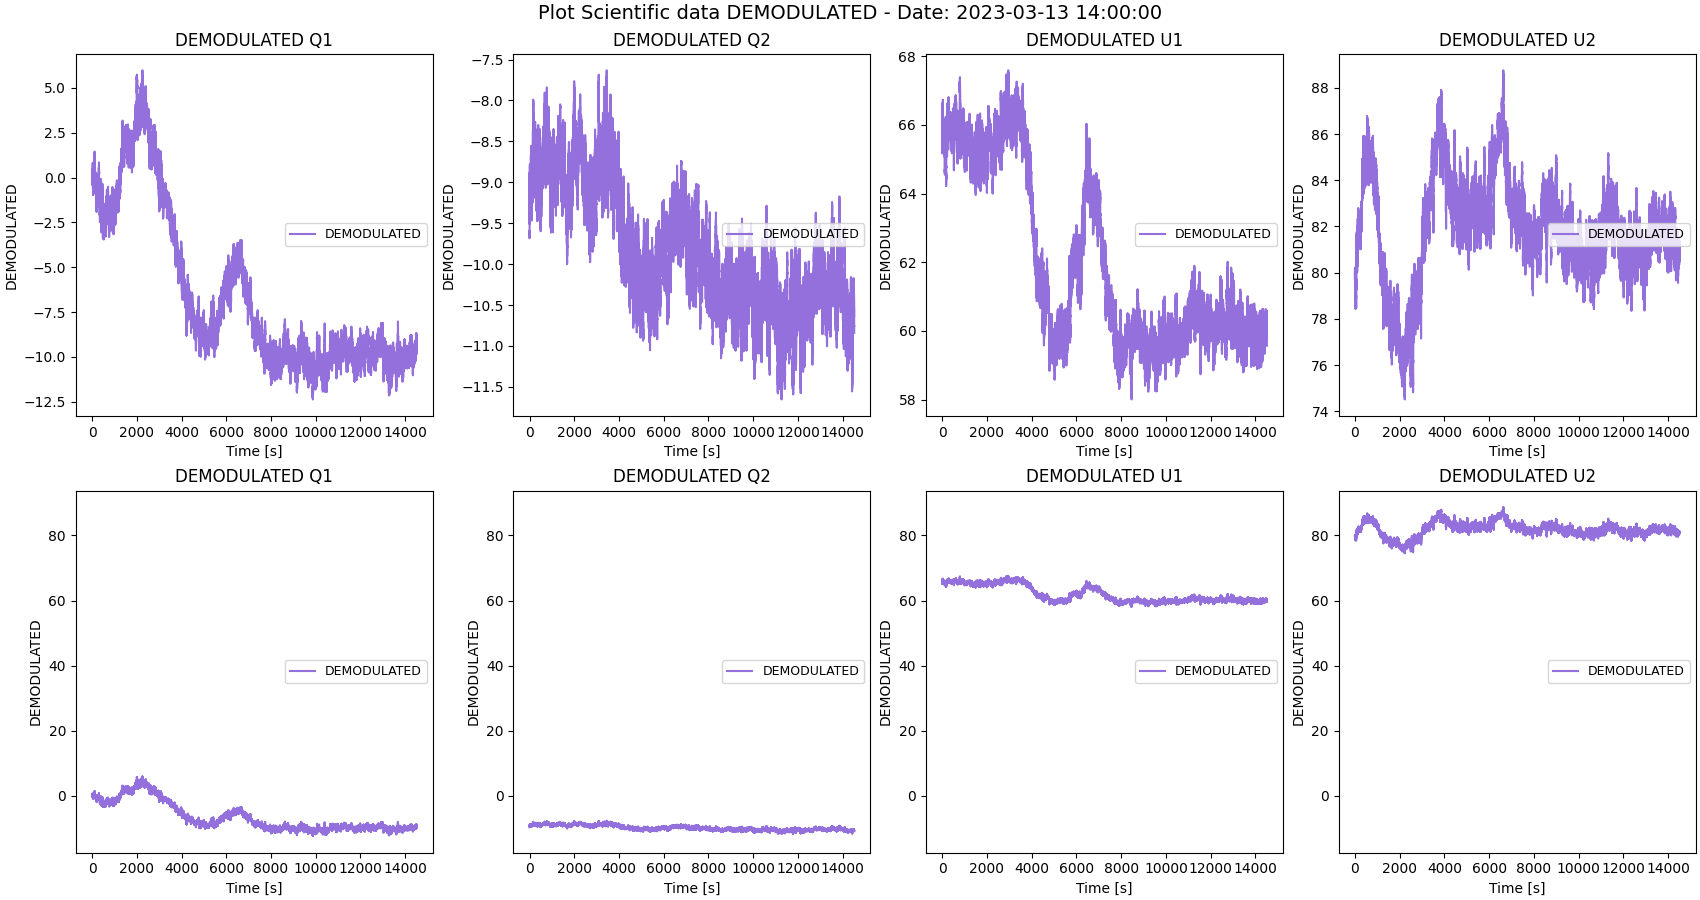 Plot Scientific data DEMODULATED - Date: 2023-03-13 14:00:00
DEMODULATED Q1
DEMODULATED
5.0
2.5
0.0
−2.5
−5.0
−7.5
−10.0
−12.5
DEMODULATED
0 2000 4000 6000 8000 10000 12000 14000
Time [s]
DEMODULATED Q2
DEMODULATED
−7.5
−8.0
−8.5
−9.0
−9.5
−10.0
−10.5
−11.0
−11.5
DEMODULATED
0 2000 4000 6000 8000 10000 12000 14000
Time [s]
DEMODULATED U1
DEMODULATED
68
66
64
62
60
58
DEMODULATED
0 2000 4000 6000 8000 10000 12000 14000
Time [s]
DEMODULATED U2
DEMODULATED
88
86
84
82
80
78
76
74
DEMODULATED
0 2000 4000 6000 8000 10000 12000 14000
Time [s]
DEMODULATED Q1
DEMODULATED
80
60
40
20
0
DEMODULATED
0 2000 4000 6000 8000 10000 12000 14000
Time [s]
DEMODULATED Q2
DEMODULATED
80
60
40
20
0
DEMODULATED
0 2000 4000 6000 8000 10000 12000 14000
Time [s]
DEMODULATED U1
DEMODULATED
80
60
40
20
0
DEMODULATED
0 2000 4000 6000 8000 10000 12000 14000
Time [s]
DEMODULATED U2
DEMODULATED
80
60
40
20
0
DEMODULATED
0 2000 4000 6000 8000 10000 12000 14000
Time [s]